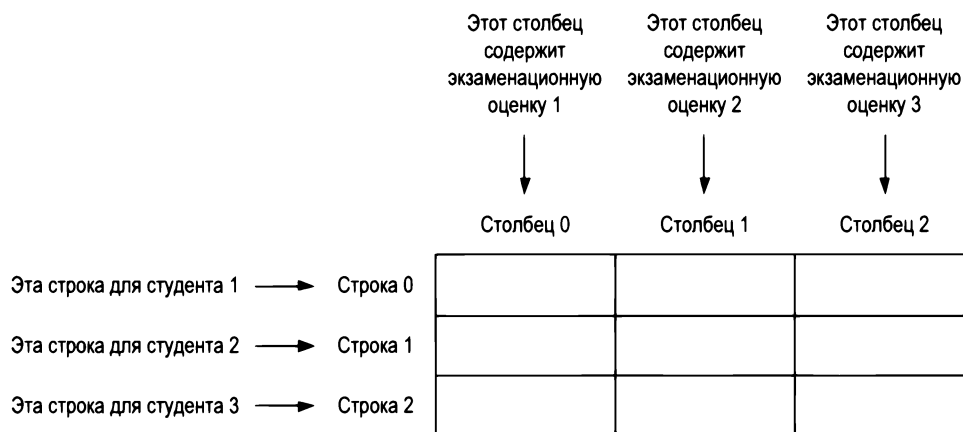 Этот столбец
содержит
экзаменационную
оценку 1
Этот столбец
содержит
экзаменационную
оценку 2
Этот столбец
содержит
экзаменационную
оценку 3
Столбец 0
Столбец 1
Столбец 2
Эта строка для студента 1
Строка 0
Эта строка для студента 2
Строка 1
Эта строка для студента 3
Строка 2